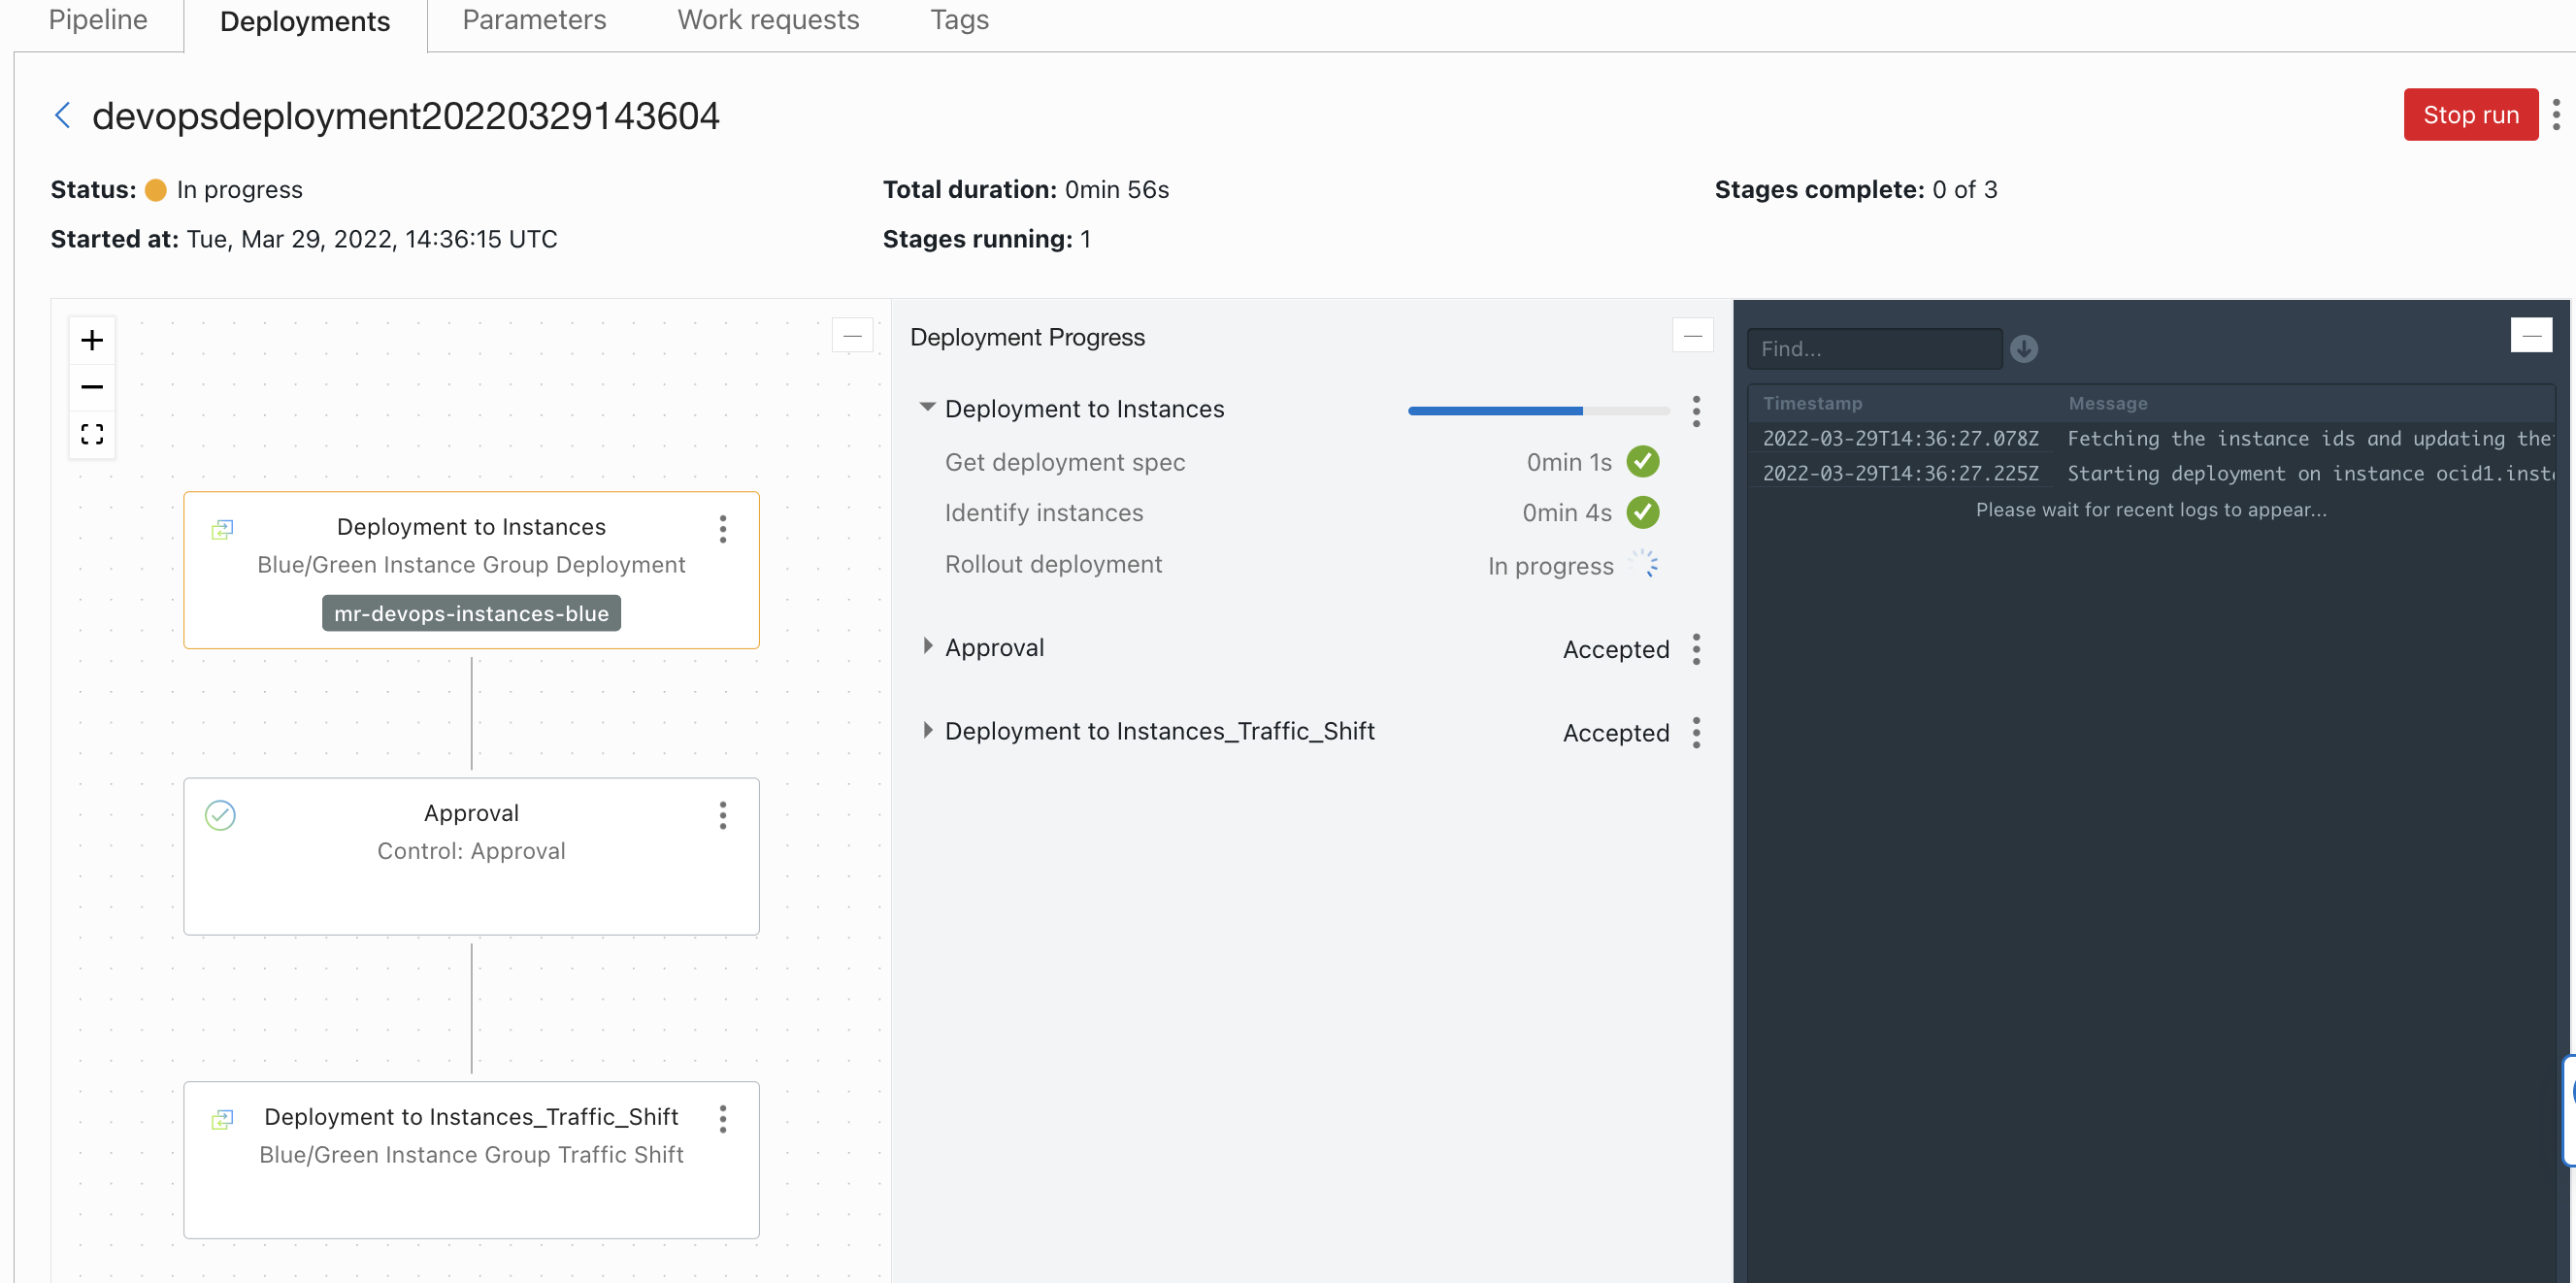 Pipeline
Deployments
Parameters
Work requests
Tags
devopsdeployment20220329143604
Stop run
Status: In progress
Total duration: 0min 56s
Stages complete: 0 of 3
Started at: Tue, Mar 29, 2022, 14:36:15 UTC
Stages running: 1
Deployment to Instances
Blue/Green Instance Group Deployment
mr-devops-instances-blue
Approval
Control: Approval
Deployment to Instances_Traffic_Shift
Blue/Green Instance Group Traffic Shift
Deployment Progress
Deployment to Instances
Get deployment spec 0min 1s
Identify instances 0min 4s
Rollout deployment In progress
Approval Accepted
Deployment to Instances_Traffic_Shift Accepted
Find...
Timestamp Message
2022-03-29T14:36:27.078Z Fetching the instance ids and updating the
2022-03-29T14:36:27.225Z Starting deployment on instance ocid1.inst
Please wait for recent logs to appear...